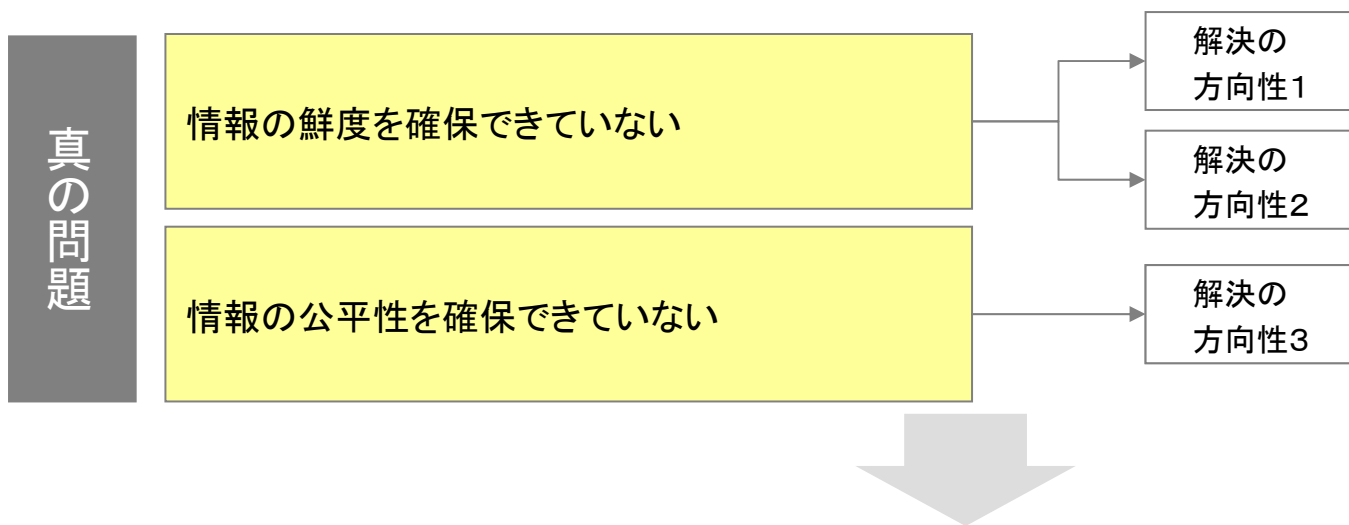 真の問題
情報の鮮度を確保できていない
解決の
方向性1
解決の
方向性2
情報の公平性を確保できていない
解決の
方向性3